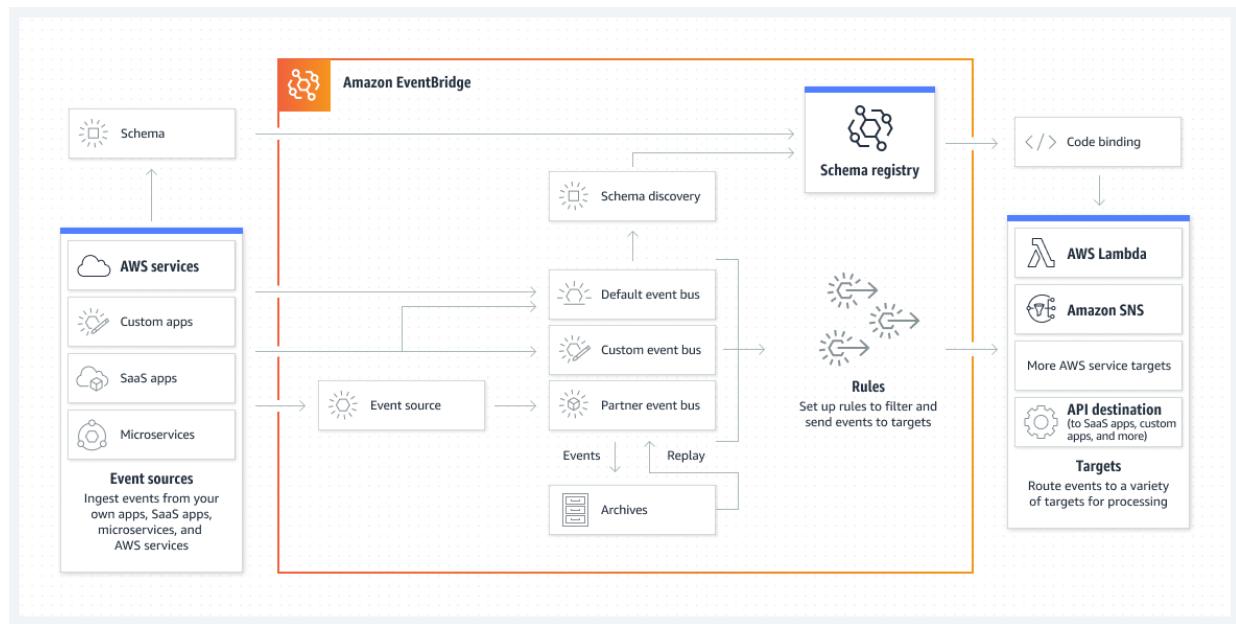 Amazon EventBridge
Schema
Schema registry
</> Code binding
Schema discovery
AWS services
Custom apps
SaaS apps
Microservices
Event sources
Ingest events from your
own apps, SaaS apps,
microservices, and
AWS services
Event source
Default event bus
Custom event bus
Partner event bus
Events
Replay
Archives
Rules
Set up rules to filter and
send events to targets
AWS Lambda
Amazon SNS
More AWS service targets
API destination
(to SaaS apps, custom
apps, and more)
Targets
Route events to a variety
of targets for processing